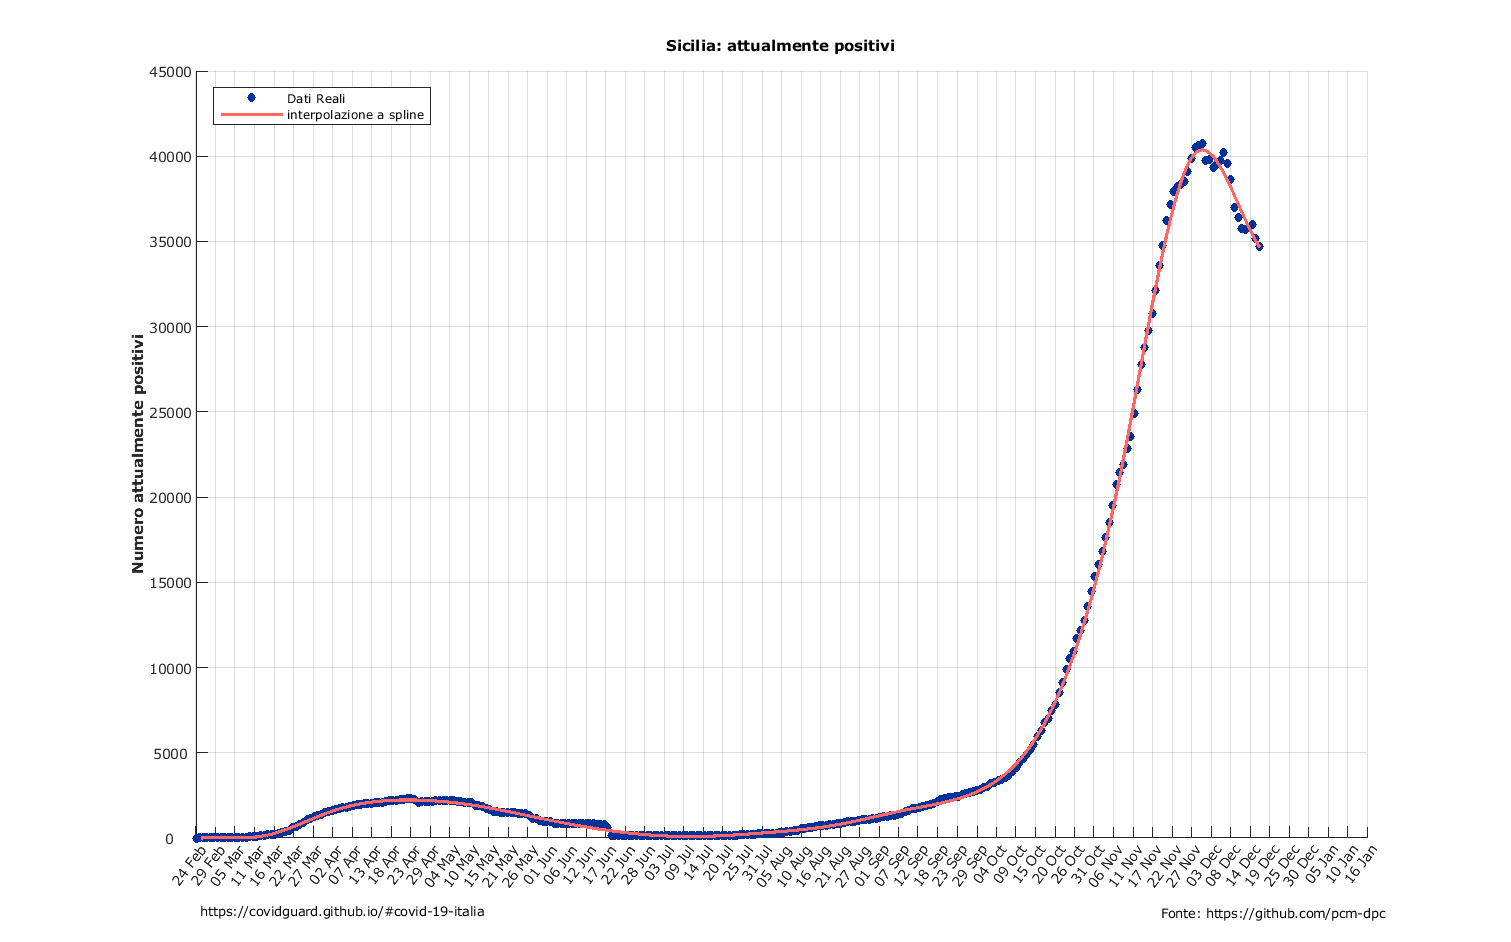 Sicilia: attualmente positivi
45000
Dati Reali
interpolazione a spline
40000
35000
30000
25000
20000
15000
10000
5000
0
Numero attualmente positivi
24 Feb
29 Feb
05 Mar
11 Mar
16 Mar
22 Mar
27 Mar
02 Apr
07 Apr
13 Apr
18 Apr
23 Apr
29 Apr
04 May
10 May
15 May
21 May
26 May
01 Jun
06 Jun
12 Jun
17 Jun
22 Jun
28 Jun
03 Jul
09 Jul
14 Jul
20 Jul
25 Jul
31 Jul
05 Aug
10 Aug
16 Aug
21 Aug
27 Aug
01 Sep
07 Sep
12 Sep
18 Sep
23 Sep
29 Sep
04 Oct
09 Oct
15 Oct
20 Oct
26 Oct
31 Oct
06 Nov
11 Nov
17 Nov
22 Nov
27 Nov
03 Dec
08 Dec
14 Dec
19 Dec
25 Dec
30 Dec
05 Jan
10 Jan
16 Jan
https://covidguard.github.io/#covid-19-italia
Fonte: https://github.com/pcm-dpc